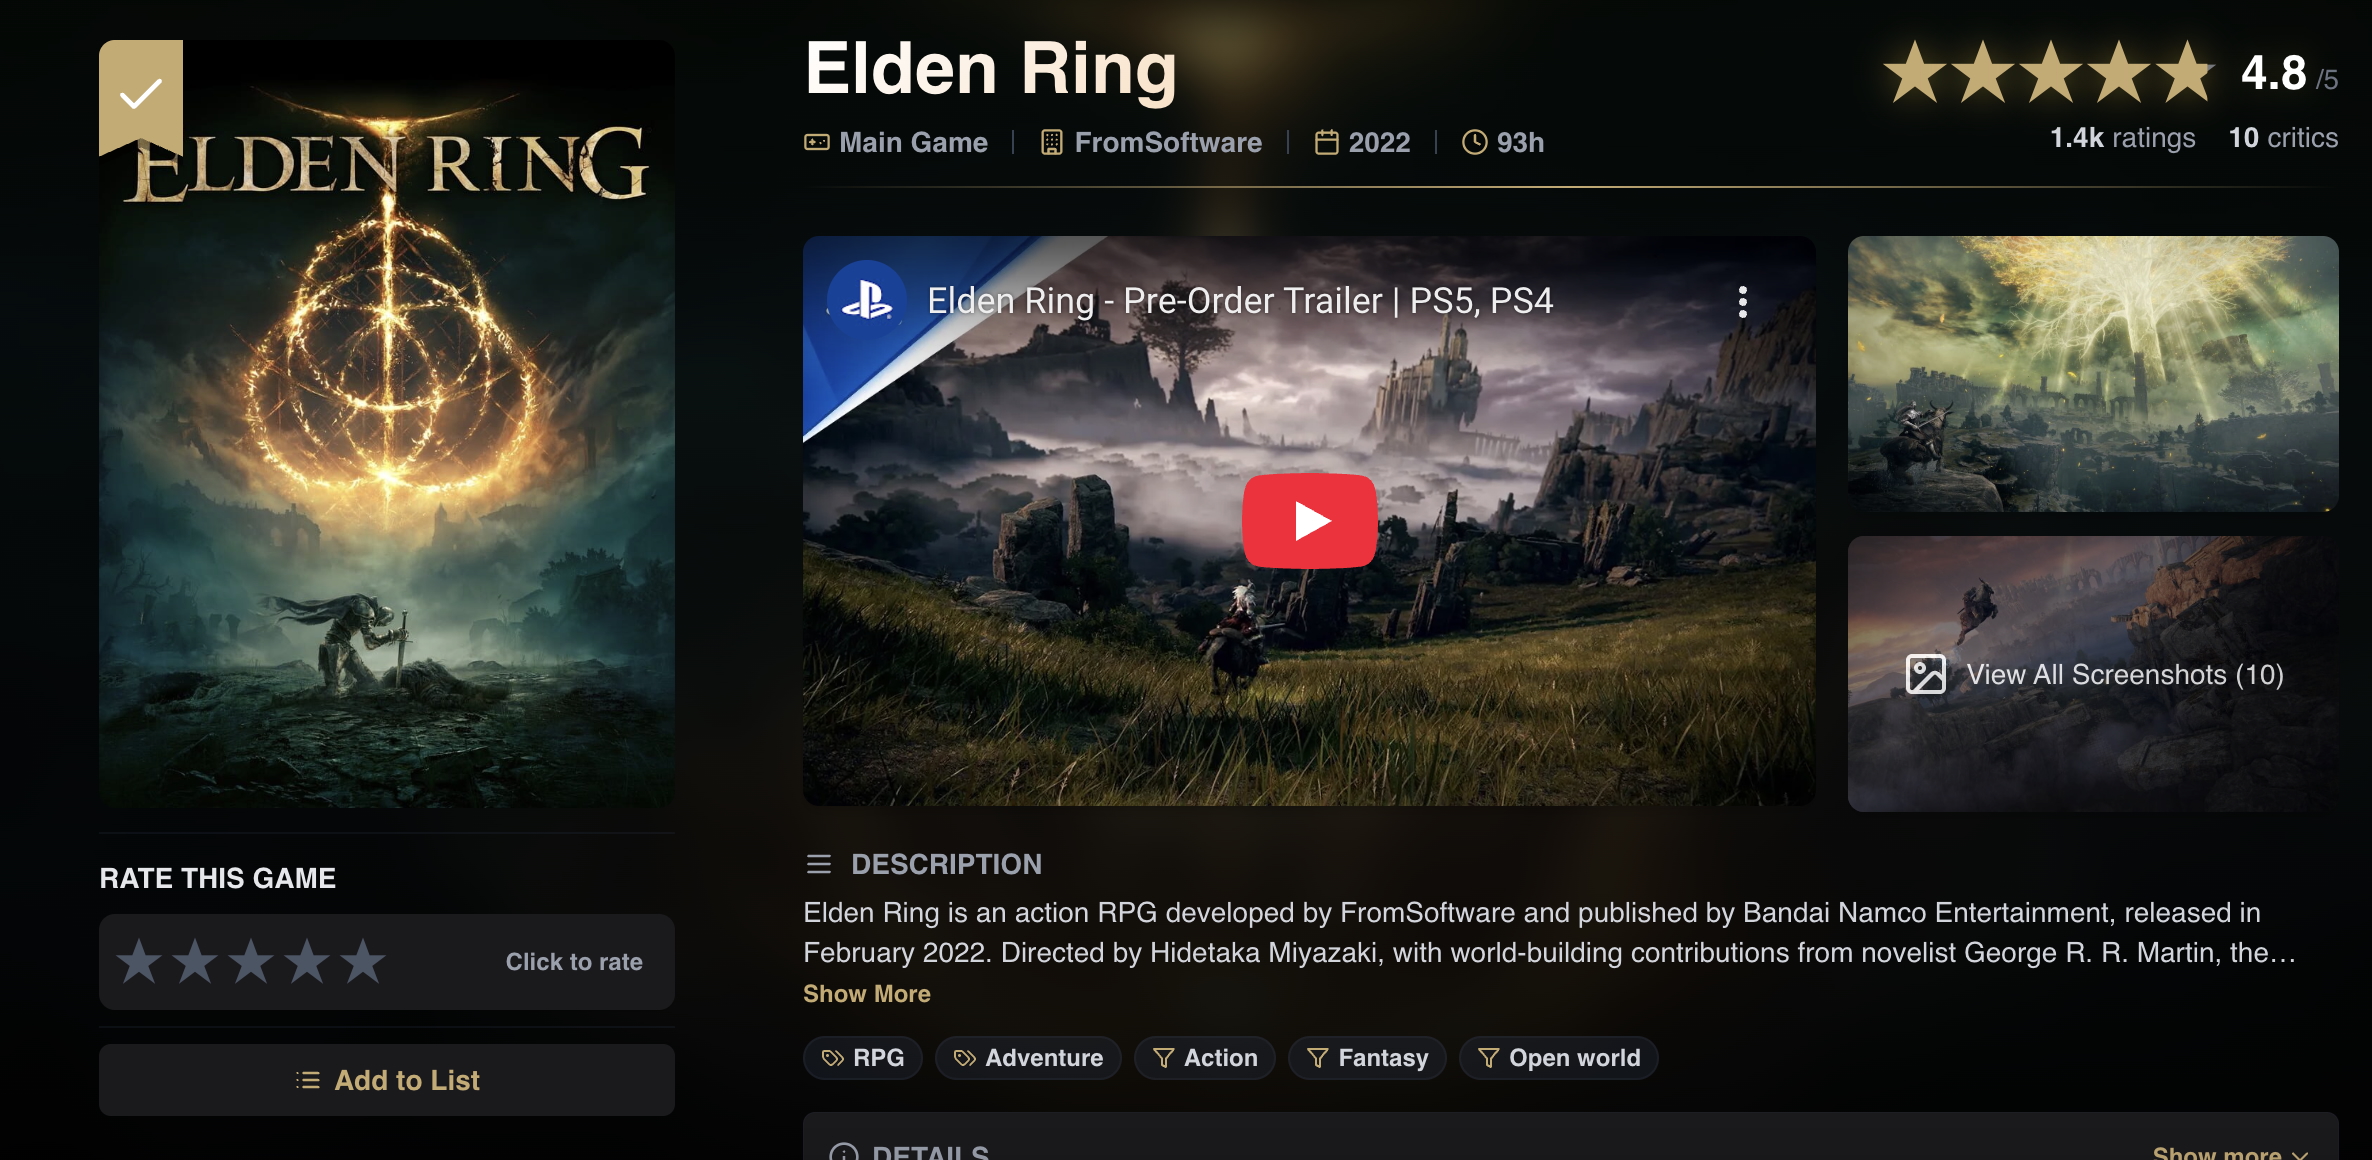 ELDEN RING
RATE THIS GAME
Click to rate
Add to List
Elden Ring
Main Game | FromSoftware | 2022 | 93h
4.8 /5
1.4k ratings 10 critics
Elden Ring - Pre-Order Trailer | PS5, PS4
View All Screenshots (10)
DESCRIPTION
Elden Ring is an action RPG developed by FromSoftware and published by Bandai Namco Entertainment, released in
February 2022. Directed by Hidetaka Miyazaki, with world-building contributions from novelist George R. R. Martin, the…
Show More
RPG Adventure Action Fantasy Open world
DETAILS
Show more